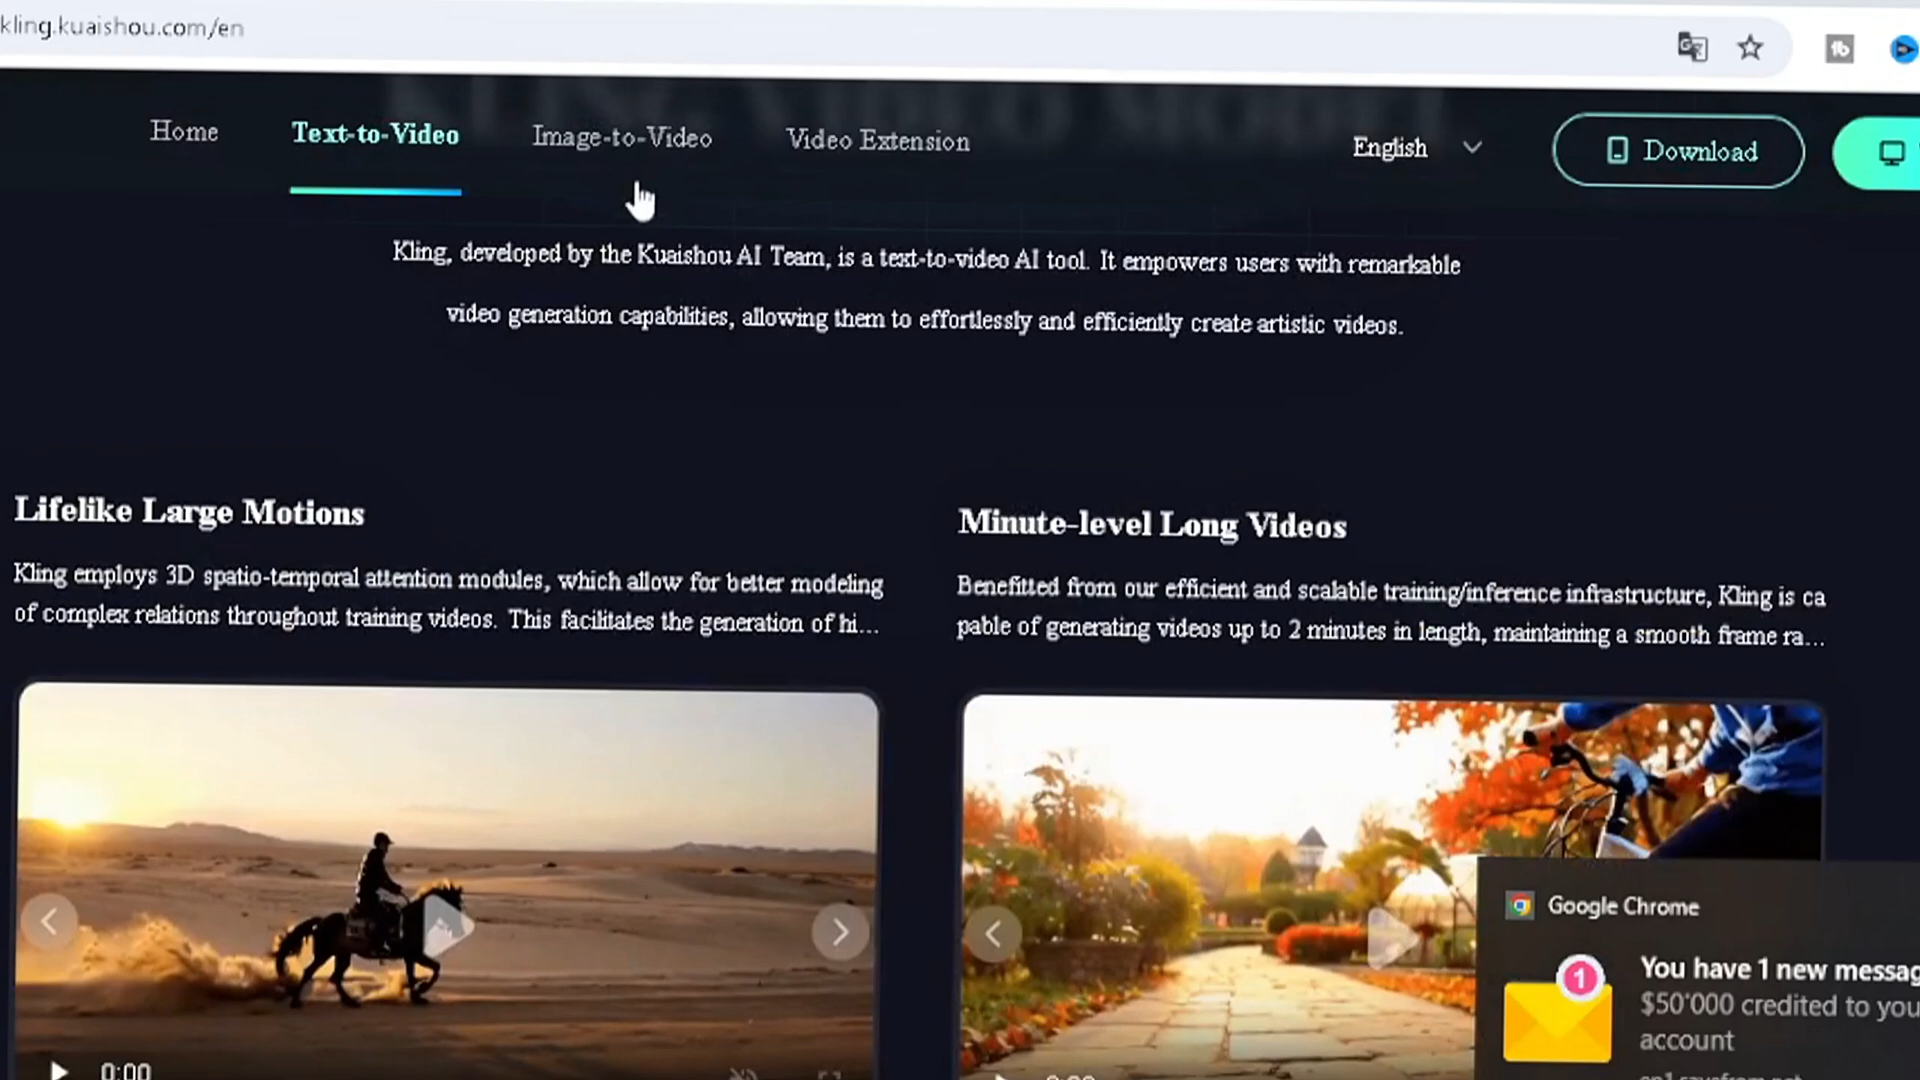 kling.kuaishou.com/en
Home
Text-to-Video
Image-to-Video
Video Extension
English
Download
Kling, developed by the Kuaishou AI Team, is a text-to-video AI tool. It empowers users with remarkable
video generation capabilities, allowing them to effortlessly and efficiently create artistic videos.
Lifelike Large Motions
Kling employs 3D spatio-temporal attention modules, which allow for better modeling
of complex relations throughout training videos. This facilitates the generation of hi...
Minute-level Long Videos
Benefitted from our efficient and scalable training/inference infrastructure, Kling is ca
pable of generating videos up to 2 minutes in length, maintaining a smooth frame ra...
0:00
Google Chrome
1
You have 1 new messag
$50'000 credited to you
account